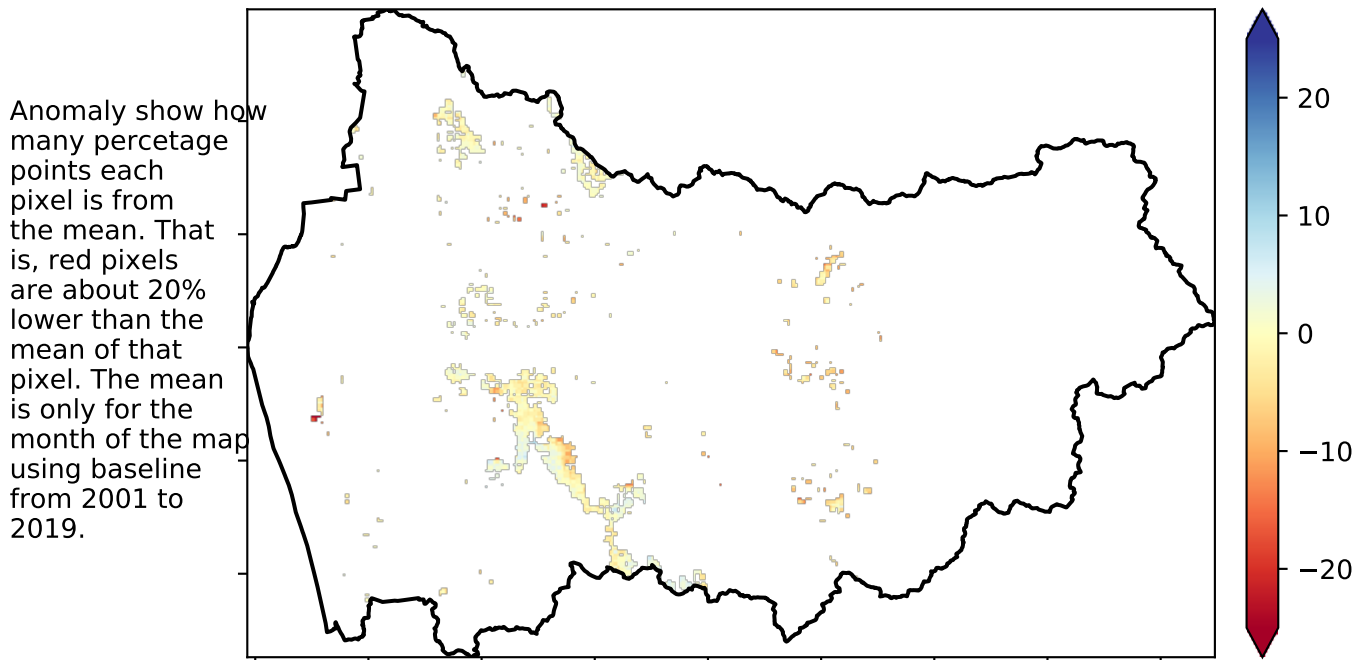 Anomaly show how
many percetage
points each
pixel is from
the mean. That
is, red pixels
are about 20%
lower than the
mean of that
pixel. The mean
is only for the
month of the map
using baseline
from 2001 to
2019.
20
10
0
−10
−20